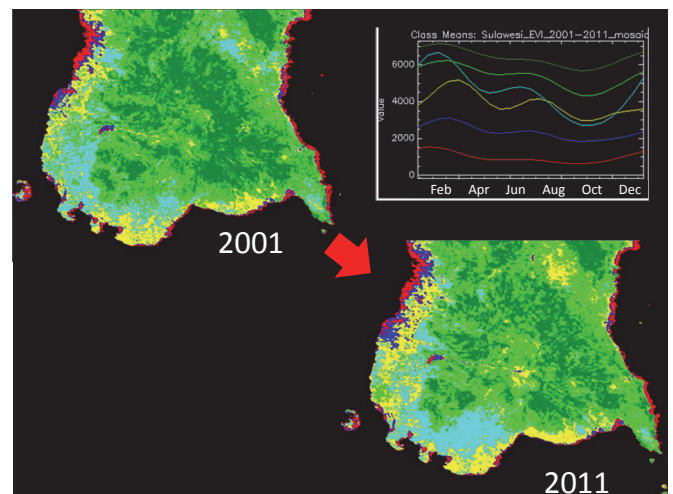 Class Means: Sulawesi_EVI_2001-2011_mosaic
6000
4000
2000
0
Value
Feb Apr Jun Aug Oct Dec
2001
2011